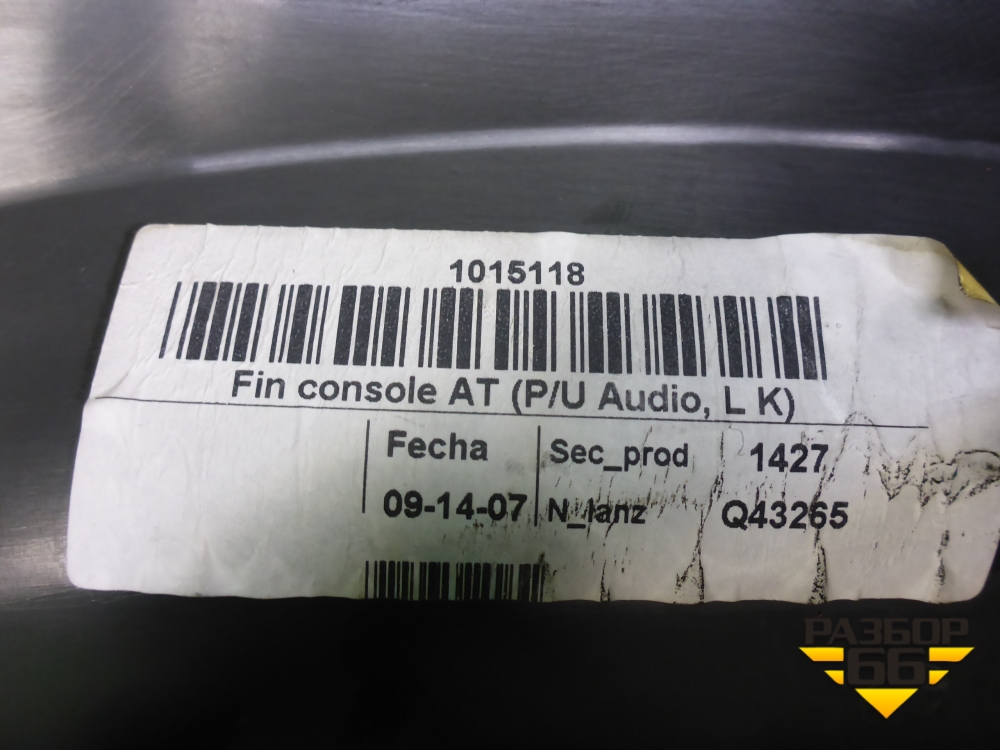 1015118
Fin console AT (P/U Audio, L K)
Fecha Sec_prod 1427
09-14-07 N_lanz Q43265
РАЗБОР
66